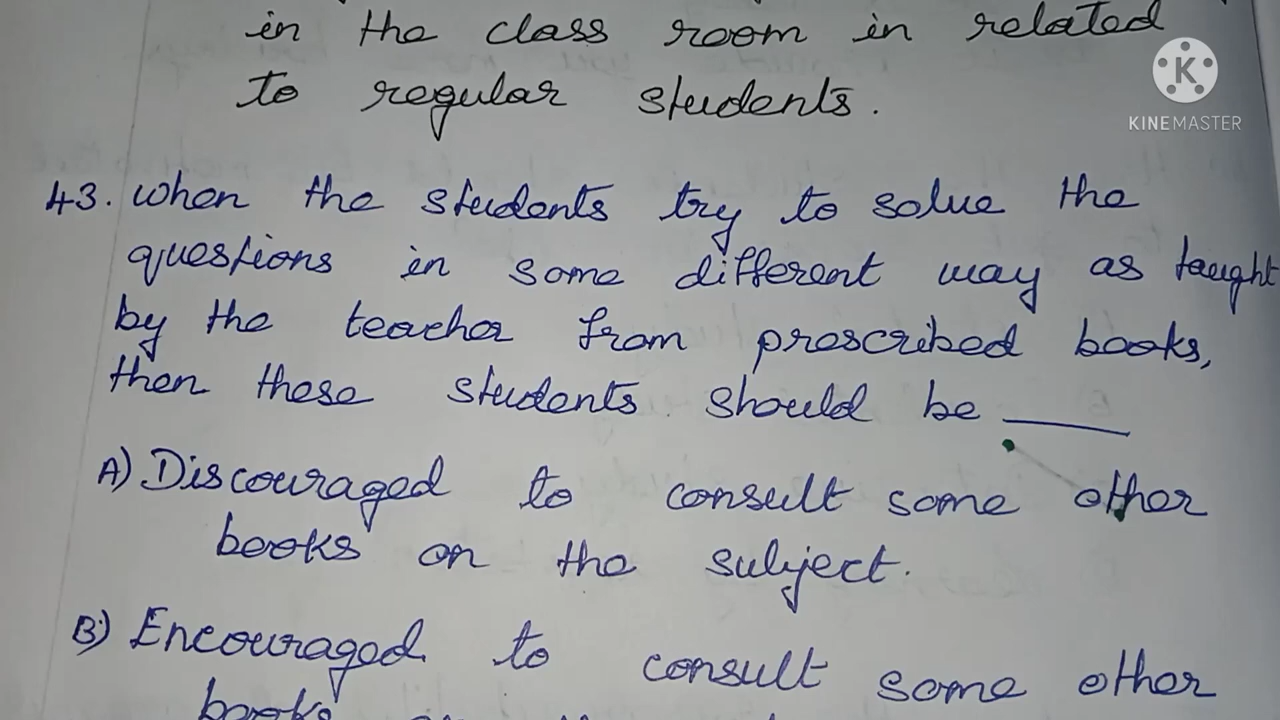 in the class room in related
to regular students.
KINEMASTER
43. When the students try to solve the
questions in some different way as taught
by the teacher from prescribed books,
then these students should be ____
A) Discouraged to consult some other
books on the subject.
B) Encouraged to consult some other
books